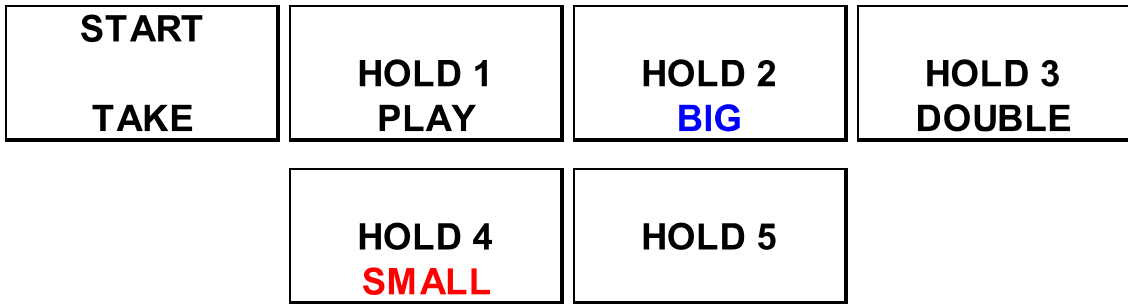 START
TAKE
HOLD 1
PLAY
HOLD 2
BIG
HOLD 3
DOUBLE
HOLD 4
SMALL
HOLD 5